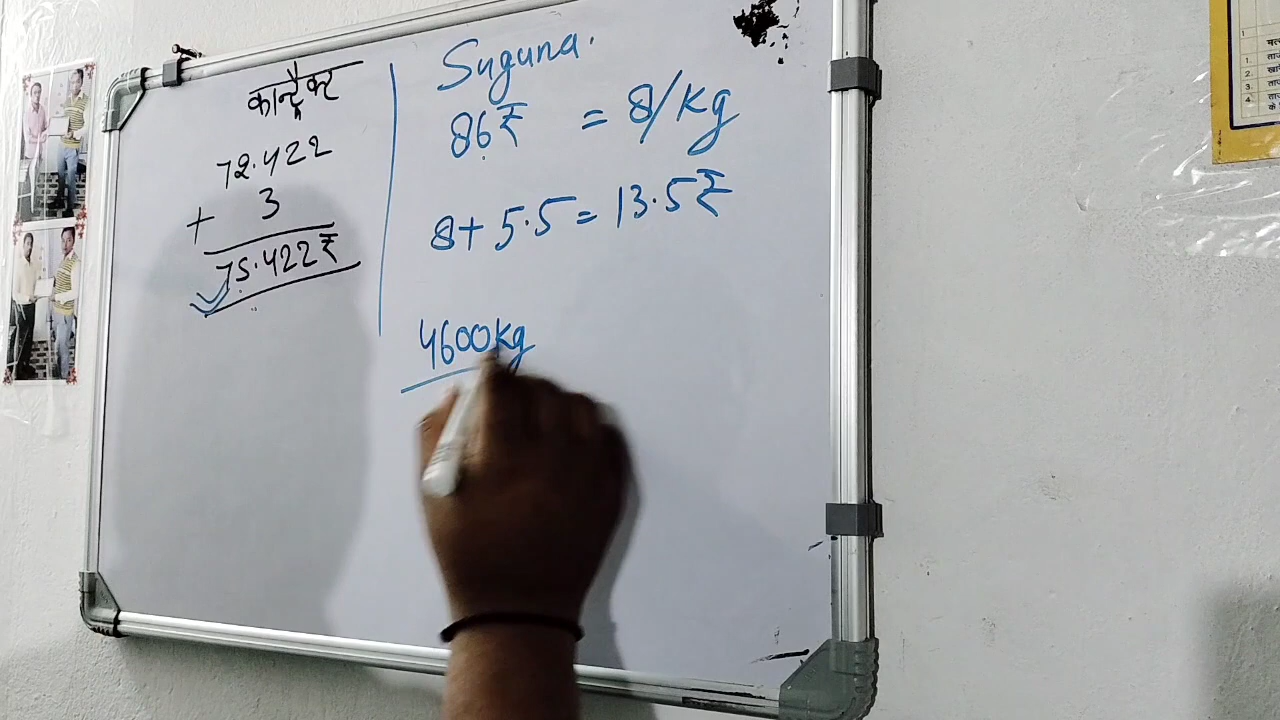 कान्ट्रैक्ट
72.422
+ 3
75.422₹
Suguna.
86₹ = 8/kg
8+5.5=13.5₹
4600kg